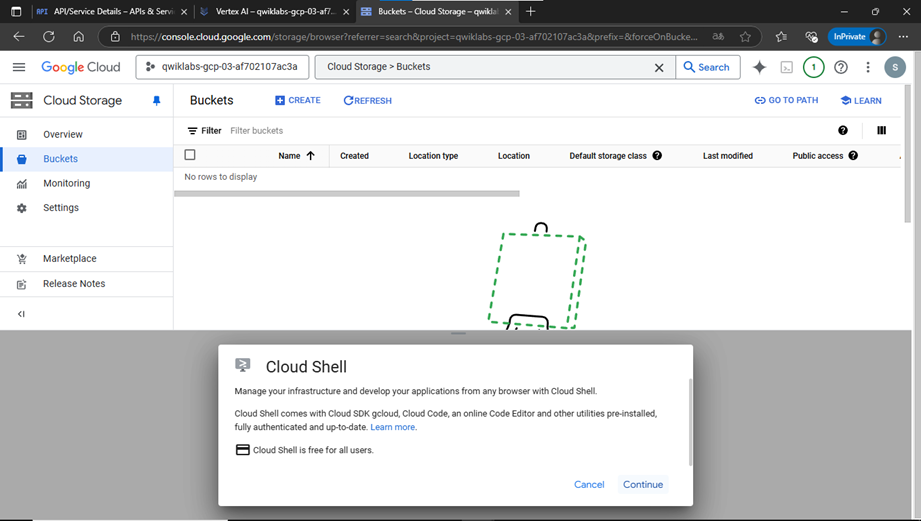 API API/Service Details – APIs & Servi
Vertex AI – qwiklabs-gcp-03-af7...
Buckets – Cloud Storage – qwikla
https://console.cloud.google.com/storage/browser?referrer=search&project=qwiklabs-gcp-03-af702107ac3a&prefix=&forceOnBucke...
InPrivate
Google Cloud
qwiklabs-gcp-03-af702107ac3a
Cloud Storage > Buckets
Search
1
S
Cloud Storage
Buckets
CREATE
REFRESH
GO TO PATH
LEARN
Overview
Buckets
Monitoring
Settings
Marketplace
Release Notes
Filter Filter buckets
Name Created Location type Location Default storage class Last modified Public access
No rows to display
Cloud Shell
Manage your infrastructure and develop your applications from any browser with Cloud Shell.
Cloud Shell comes with Cloud SDK gcloud, Cloud Code, an online Code Editor and other utilities pre-installed,
fully authenticated and up-to-date. Learn more.
Cloud Shell is free for all users.
Cancel Continue